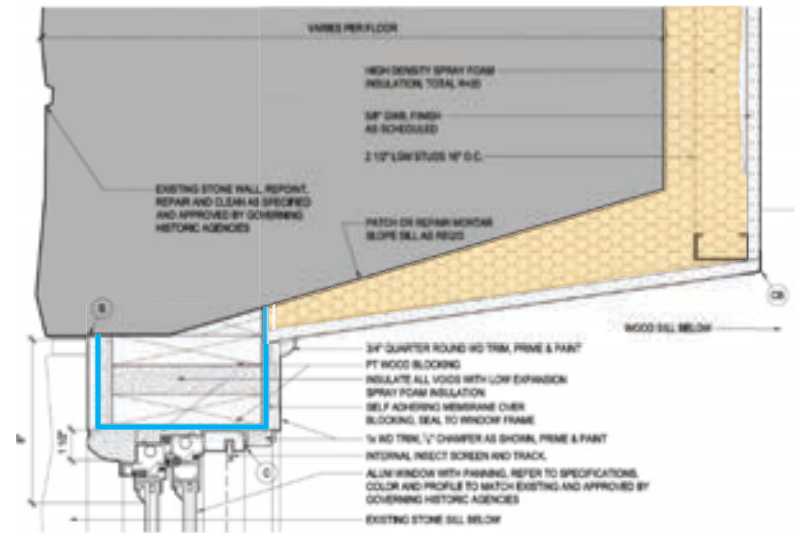 VARIES PER FLOOR
HIGH DENSITY SPRAY FOAM
INSULATION, TOTAL R=20
5/8" GWB, FINISH
AS SCHEDULED
2 1/2" LGM STUDS 16" O.C.
EXISTING STONE WALL, REPOINT,
REPAIR AND CLEAN AS SPECIFIED
AND APPROVED BY GOVERNING
HISTORIC AGENCIES
PATCH OR REPAIR MORTAR
SLOPE SILL AS REQ'D
WOOD SILL BELOW
3/4" QUARTER ROUND WD TRIM, PRIME & PAINT
PT WOOD BLOCKING
INSULATE ALL VOIDS WITH LOW EXPANSION
SPRAY FOAM INSULATION
SELF ADHERING MEMBRANE OVER
BLOCKING, SEAL TO WINDOW FRAME
1x WD TRIM, CHAMFER AS SHOWN, PRIME & PAINT
INTERNAL INSECT SCREEN AND TRACK.
ALUM WINDOW WITH PANNING, REFER TO SPECIFICATIONS.
COLOR AND PROFILE TO MATCH EXISTING AND APPROVED BY
GOVERNING HISTORIC AGENCIES
EXISTING STONE SILL BELOW
1 1/2"